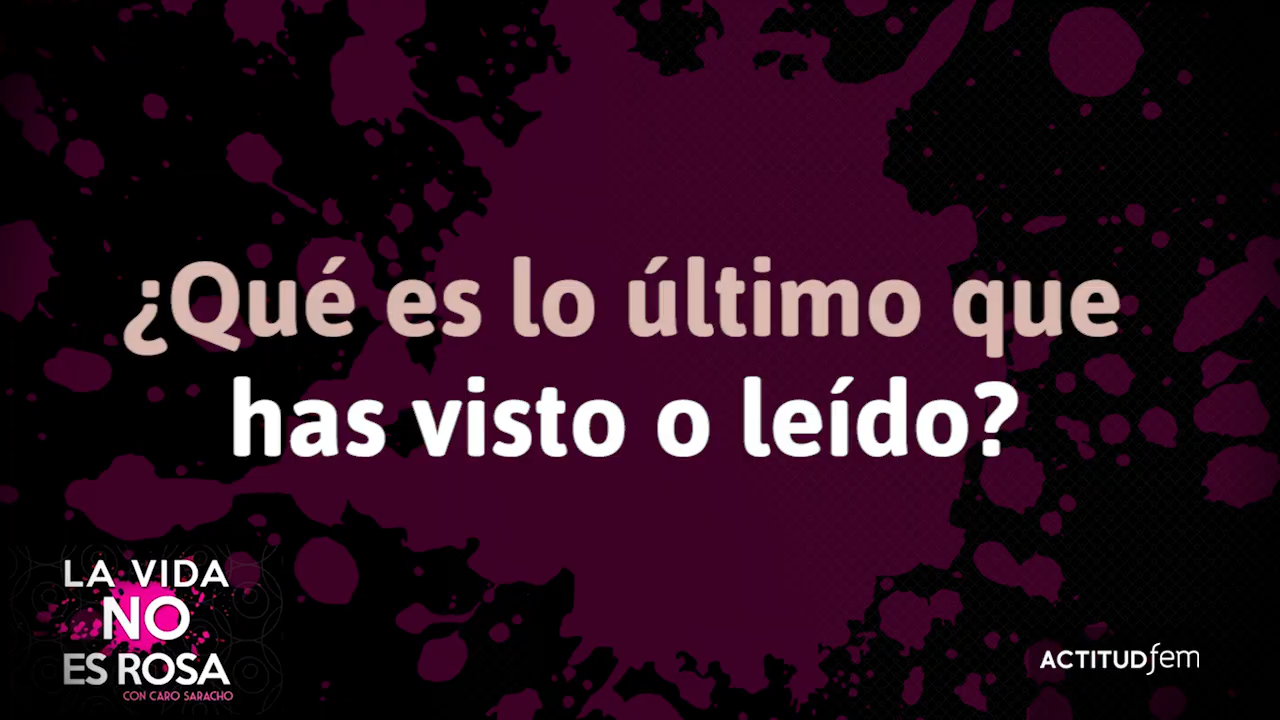 ¿Qué es lo último que
has visto o leído?
LA VIDA
NO
ES ROSA
CON CARO SARACHO
ACTITUDfem